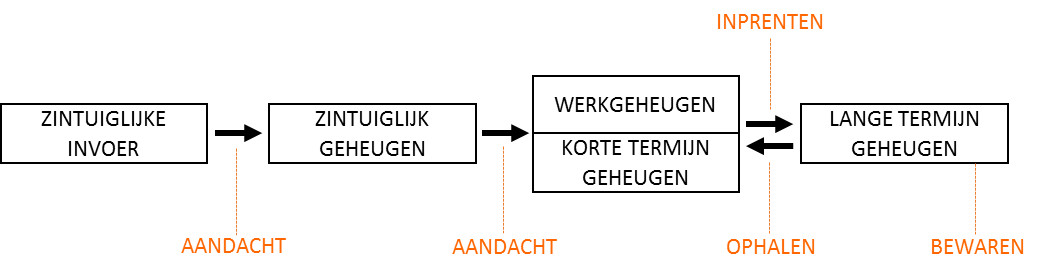 INPRENTEN
ZINTUIGLIJKE
INVOER
ZINTUIGLIJK
GEHEUGEN
WERKGEHEUGEN
KORTE TERMIJN
GEHEUGEN
LANGE TERMIJN
GEHEUGEN
AANDACHT
AANDACHT
OPHALEN
BEWAREN